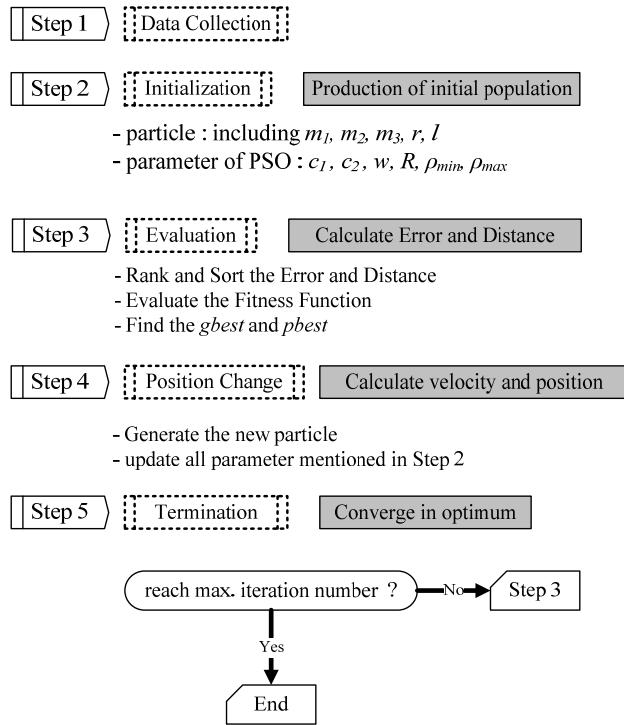 Step 1 Data Collection
Step 2 Initialization Production of initial population
- particle : including m1, m2, m3, r, l
- parameter of PSO : c1, c2, w, R, ρmin, ρmax
Step 3 Evaluation Calculate Error and Distance
- Rank and Sort the Error and Distance
- Evaluate the Fitness Function
- Find the gbest and pbest
Step 4 Position Change Calculate velocity and position
- Generate the new particle
- update all parameter mentioned in Step 2
Step 5 Termination Converge in optimum
reach max. iteration number ? No Step 3
Yes
End